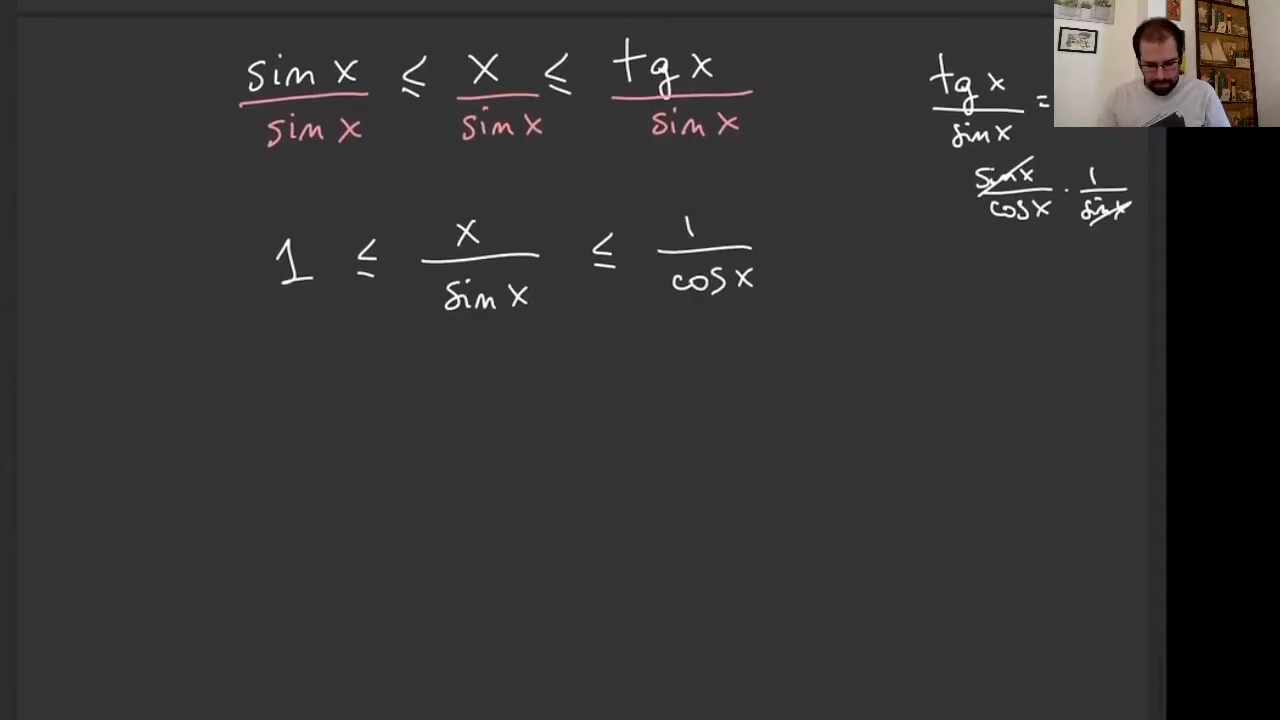 sin x / sin x ≤ x / sin x ≤ tg x / sin x
tg x / sin x =
sin x / cos x · 1 / sin x
1 ≤ x / sin x ≤ 1 / cos x